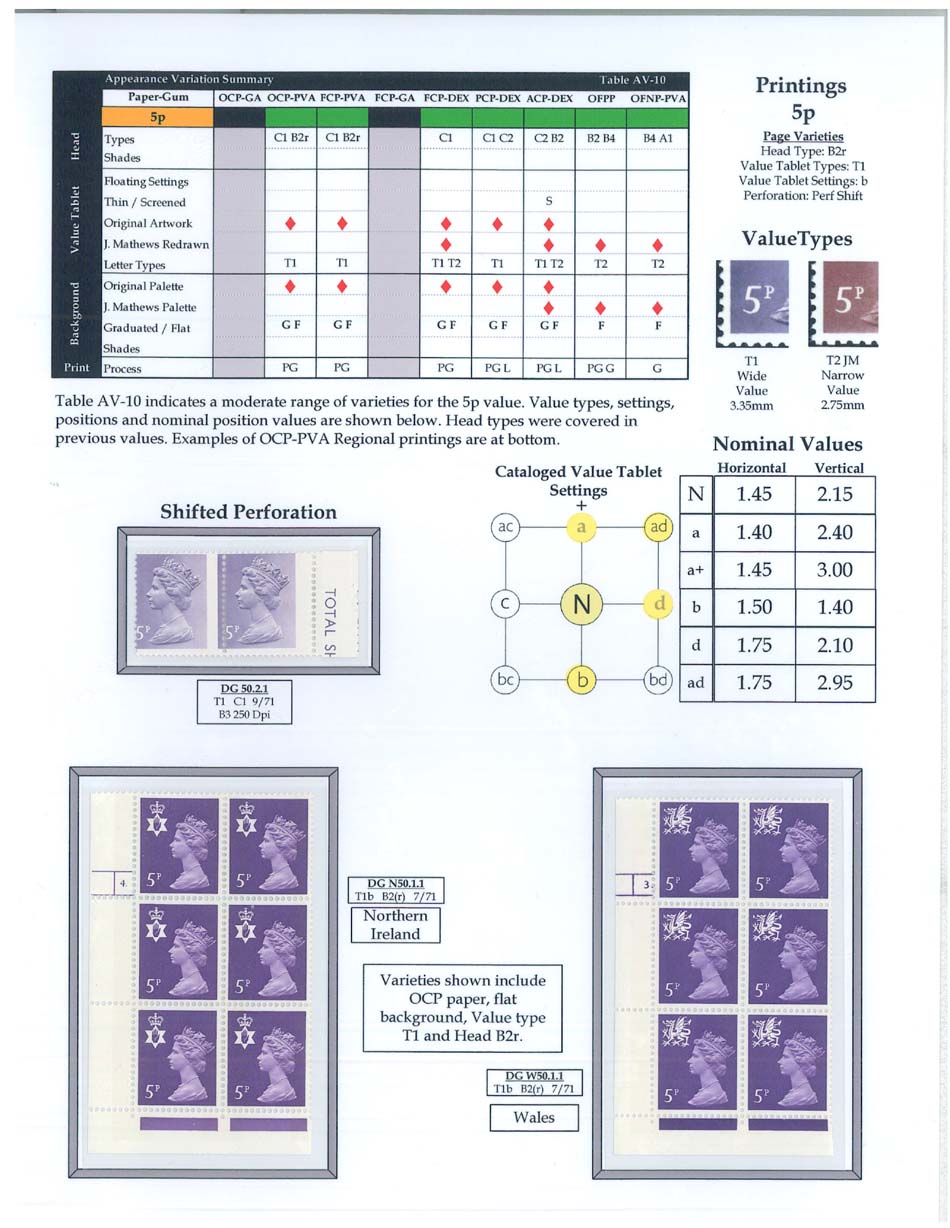 Appearance Variation Summary Table AV-10
Paper-Gum OCP-GA OCP-PVA FCP-PVA FCP-GA FCP-DEX PCP-DEX ACP-DEX OFPP OFNP-PVA
5p
Head
Types C1 B2r C1 B2r C1 C1 C2 C2 B2 B2 B4 B4 A1
Shades
Value Tablet
Floating Settings
Thin / Screened S
Original Artwork
J. Mathews Redrawn
Letter Types T1 T1 T1 T2 T1 T1 T2 T2 T2
Background
Original Palette
J. Mathews Palette
Graduated / Flat G F G F G F G F G F F F
Shades
Print Process PG PG PG PG L PG L PG G G
Printings
5p
Page Varieties
Head Type: B2r
Value Tablet Types: T1
Value Tablet Settings: b
Perforation: Perf Shift
ValueTypes
5P 5P
T1 T2 JM
Wide Narrow
Value Value
3.35mm 2.75mm
Table AV-10 indicates a moderate range of varieties for the 5p value. Value types, settings,
positions and nominal position values are shown below. Head types were covered in
previous values. Examples of OCP-PVA Regional printings are at bottom.
Shifted Perforation
5P 5P TOTAL SH
DG 50.2.1
T1 C1 9/71
B3 250 Dpi
Cataloged Value Tablet
Settings
+
ac a ad
c N d
bc b bd
Nominal Values
Horizontal Vertical
N 1.45 2.15
a 1.40 2.40
a+ 1.45 3.00
b 1.50 1.40
d 1.75 2.10
ad 1.75 2.95
4.
5P 5P
5P 5P
5P 5P
DG N50.1.1
T1b B2(r) 7/71
Northern
Ireland
Varieties shown include
OCP paper, flat
background, Value type
T1 and Head B2r.
DG W50.1.1
T1b B2(r) 7/71
Wales
3.
5P 5P
5P 5P
5P 5P